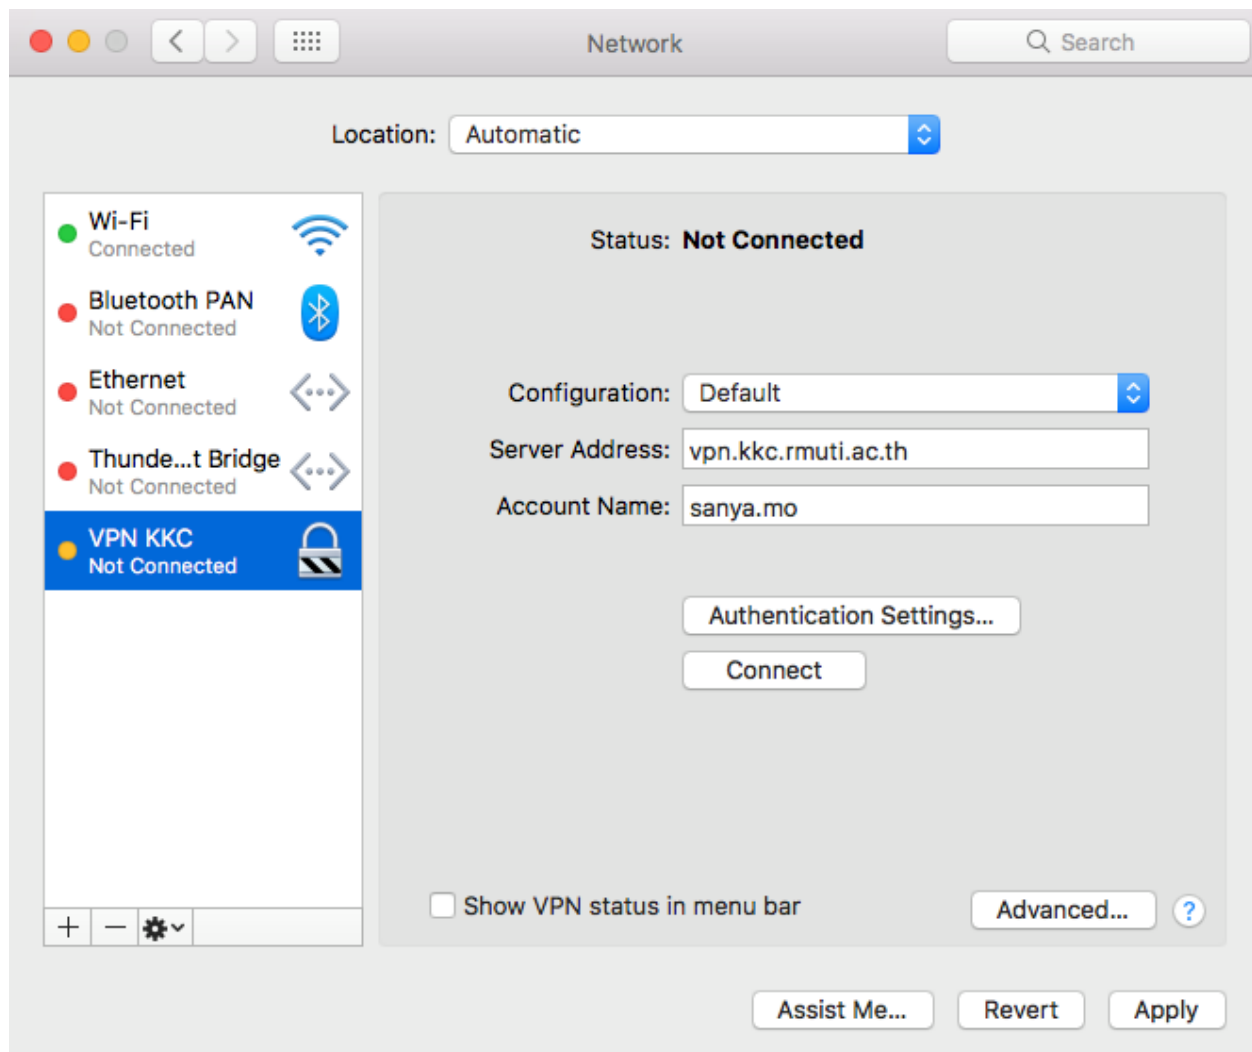 Network
Search
Location: Automatic
Wi-Fi
Connected
Bluetooth PAN
Not Connected
Ethernet
Not Connected
Thunde...t Bridge
Not Connected
VPN KKC
Not Connected
Status: Not Connected
Configuration: Default
Server Address: vpn.kkc.rmuti.ac.th
Account Name: sanya.mo
Authentication Settings...
Connect
Show VPN status in menu bar
Advanced...
?
Assist Me...
Revert
Apply